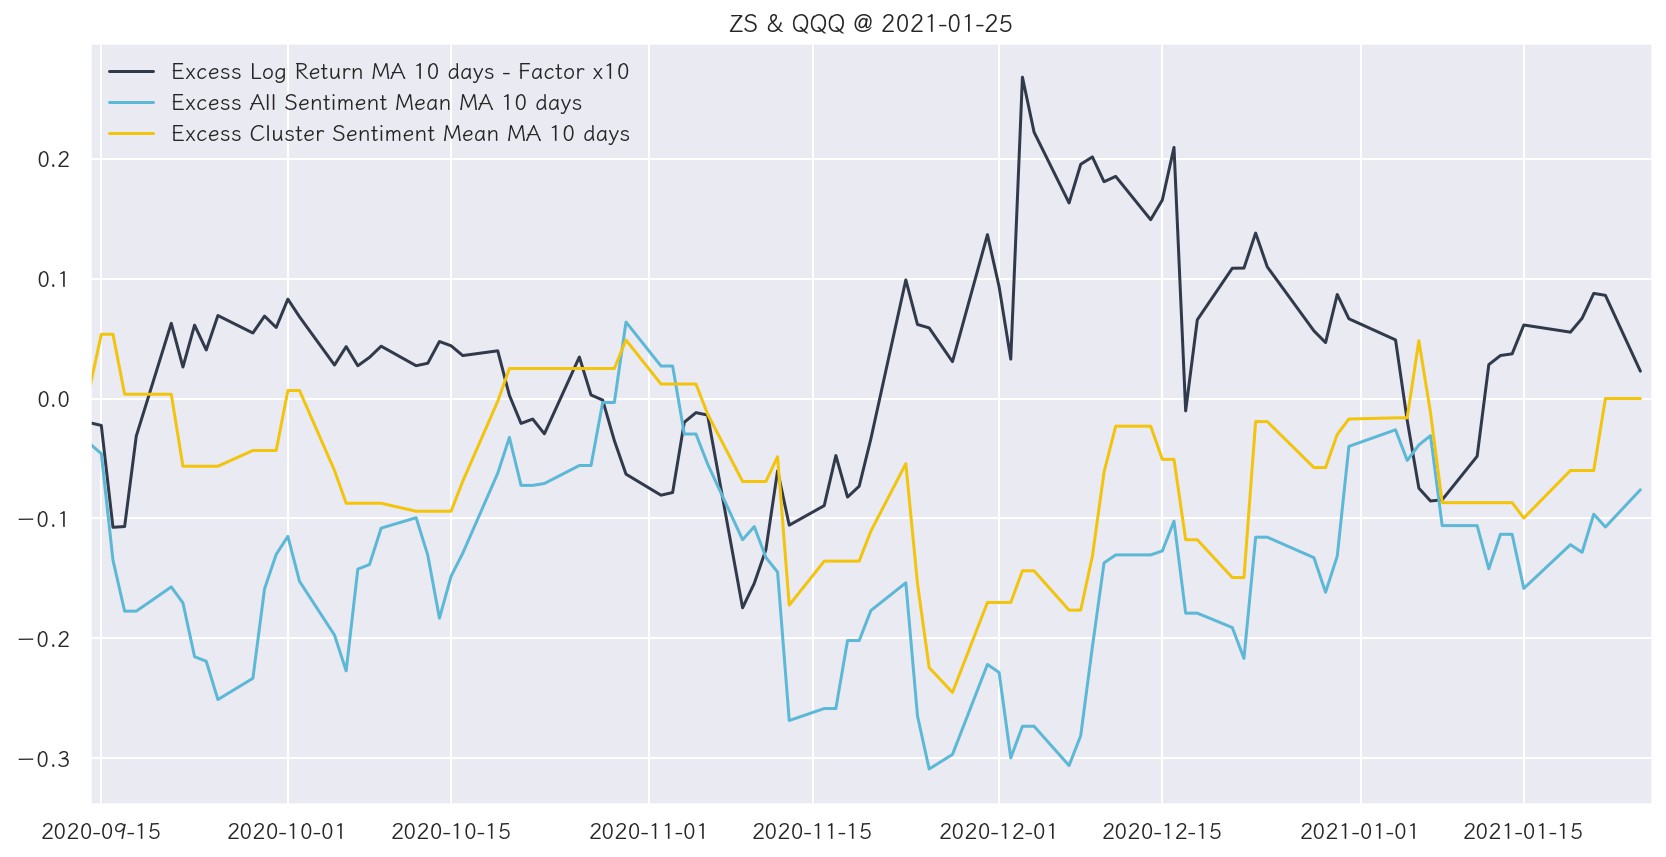 ZS & QQQ @ 2021-01-25
Excess Log Return MA 10 days - Factor x10
Excess All Sentiment Mean MA 10 days
Excess Cluster Sentiment Mean MA 10 days
0.2
0.1
0.0
−0.1
−0.2
−0.3
2020-09-15 2020-10-01 2020-10-15 2020-11-01 2020-11-15 2020-12-01 2020-12-15 2021-01-01 2021-01-15